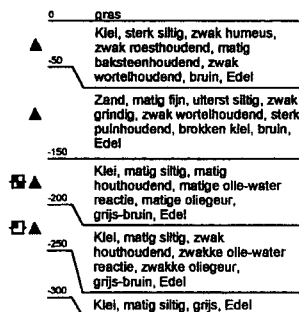 0 gras
Klei, sterk siltig, zwak humeus,
zwak roesthoudend, matig
baksteenhoudend, zwak
wortelhoudend, bruin, Edel
-50
Zand, matig fijn, uiterst siltig, zwak
grindig, zwak wortelhoudend, sterk
puinhoudend, brokken klei, bruin,
Edel
-150
Klei, matig siltig, matig
houthoudend, matige olie-water
reactie, matige oliegeur,
grijs-bruin, Edel
-200
Klei, matig siltig, zwak
houthoudend, zwakke olie-water
reactie, zwakke oliegeur,
grijs-bruin, Edel
-250
-300
Klei, matig siltig, grijs, Edel